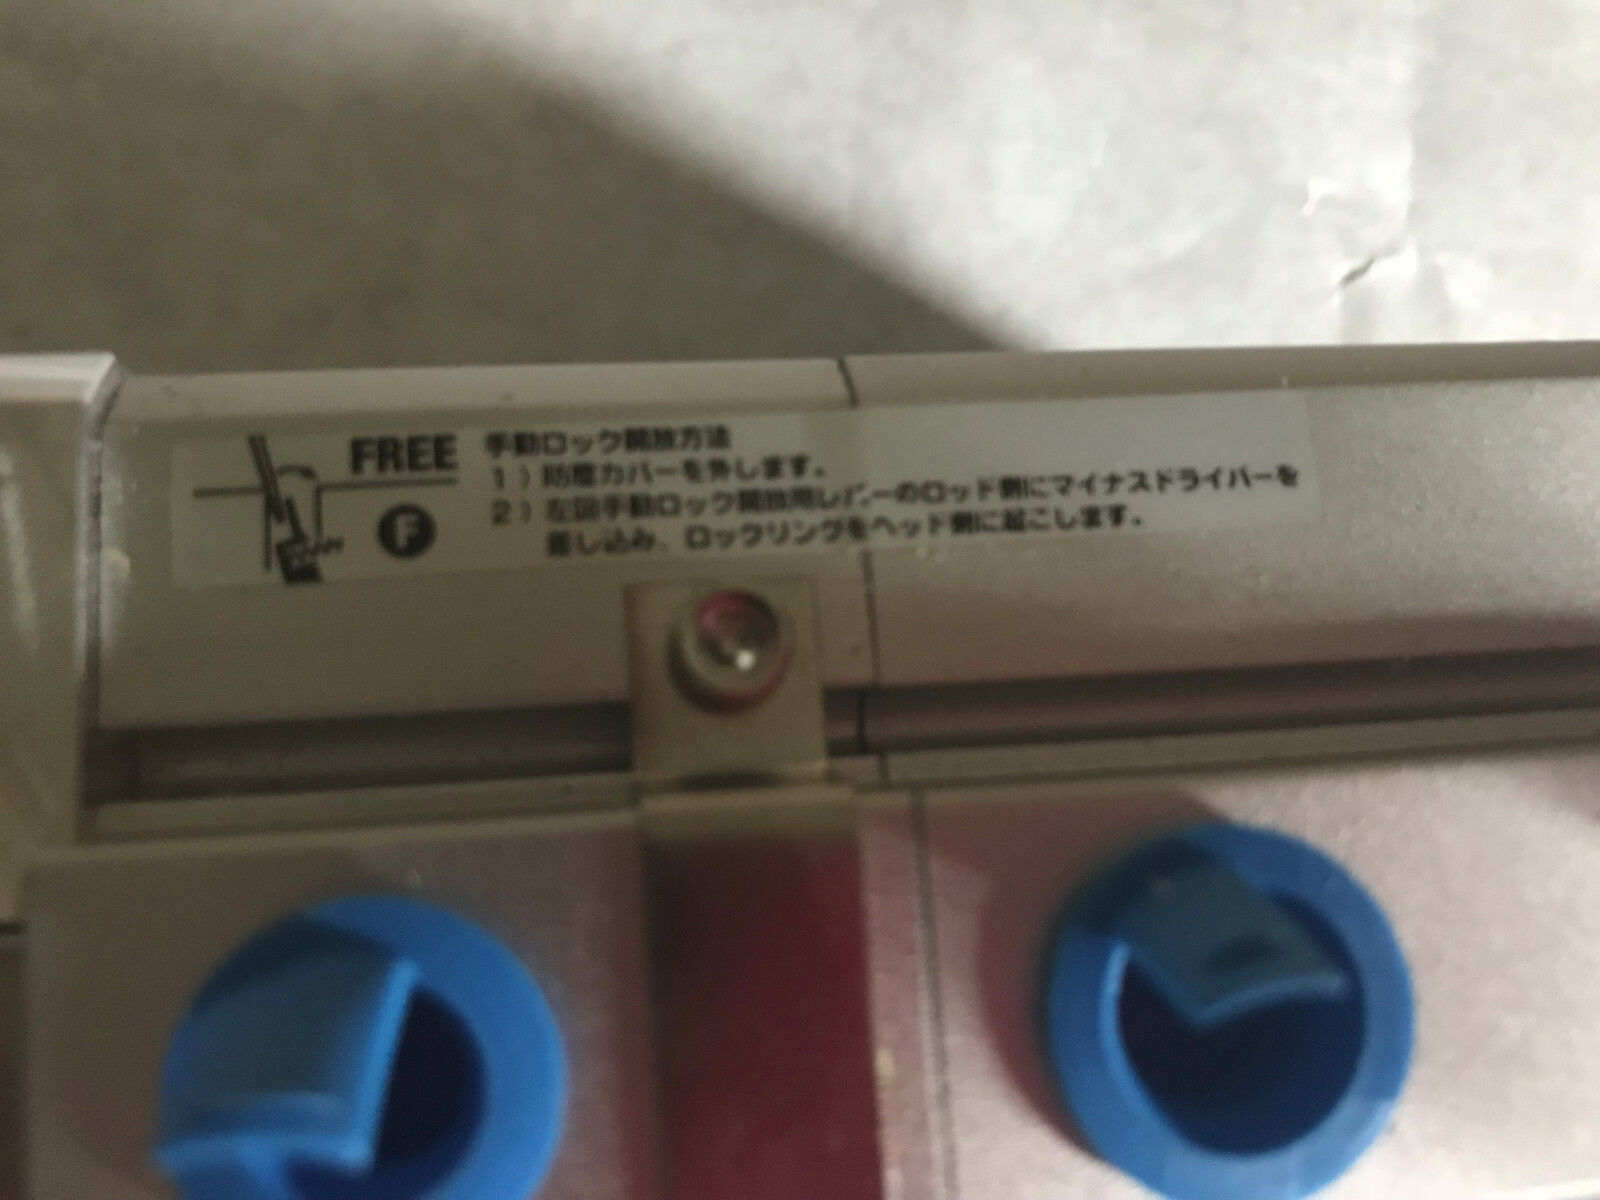 FREE
F
手動ロック開放方法
1）防塵カバーを外します。
2）左図手動ロック開放用レバーのロッド側にマイナスドライバーを
差し込み、ロックリングをヘッド側に起こします。